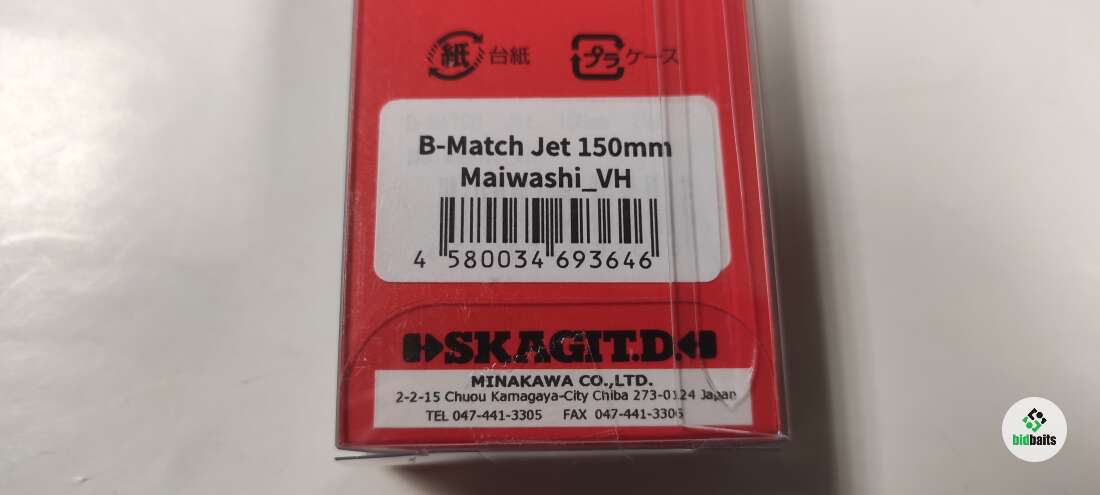 紙 台紙 プラ ケース
B-Match Jet 150mm
Maiwashi_VH
4 580034 693646
SKAGIT.D.
MINAKAWA CO.,LTD.
2-2-15 Chuou Kamagaya-City Chiba 273-0124 Japan
TEL 047-441-3305 FAX 047-441-3306
bidbaits